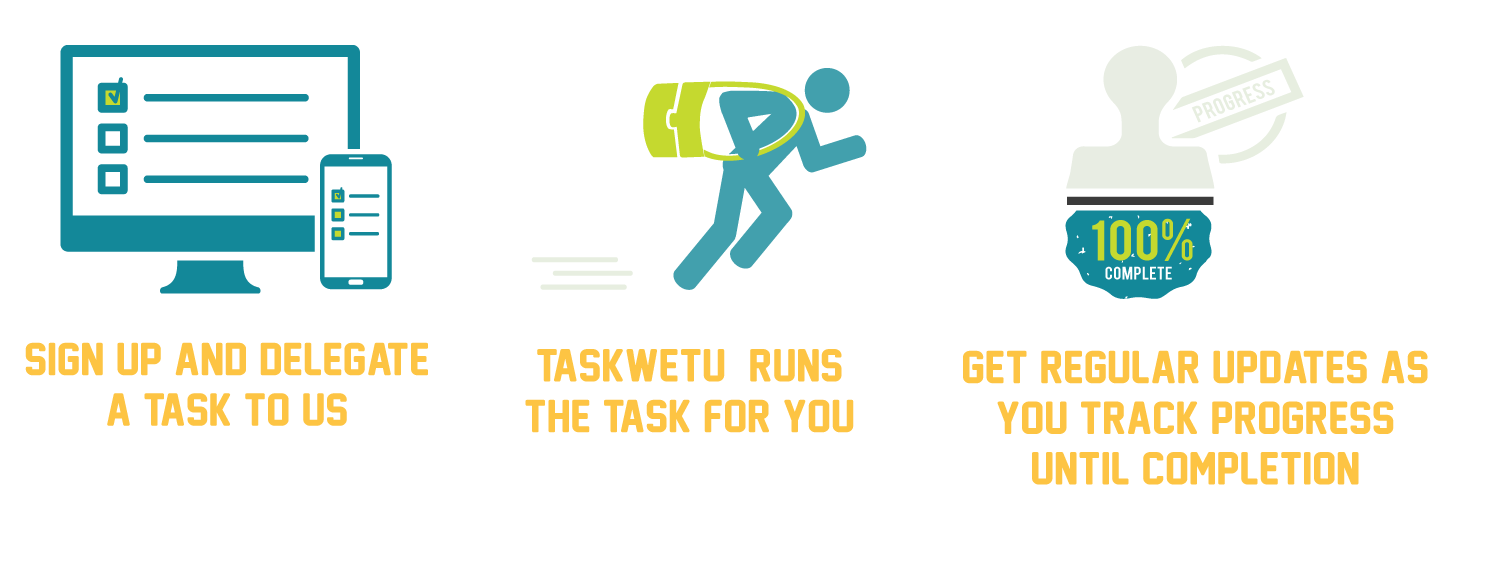 SIGN UP AND DELEGATE
A TASK TO US
TASKWETU RUNS
THE TASK FOR YOU
PROGRESS
100%
COMPLETE
GET REGULAR UPDATES AS
YOU TRACK PROGRESS
UNTIL COMPLETION